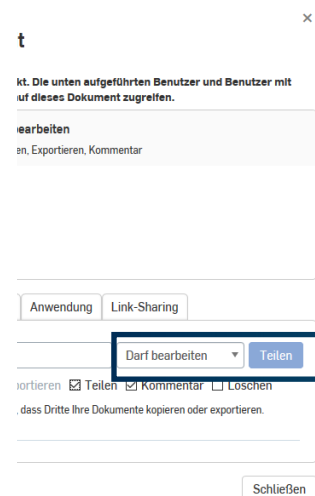 ×
t
kt. Die unten aufgeführten Benutzer und Benutzer mit
uf dieses Dokument zugreifen.
earbeiten
en, Exportieren, Kommentar
Anwendung Link-Sharing
Darf bearbeiten Teilen
portieren Teilen Kommentar Löschen
, dass Dritte Ihre Dokumente kopieren oder exportieren.
Schließen